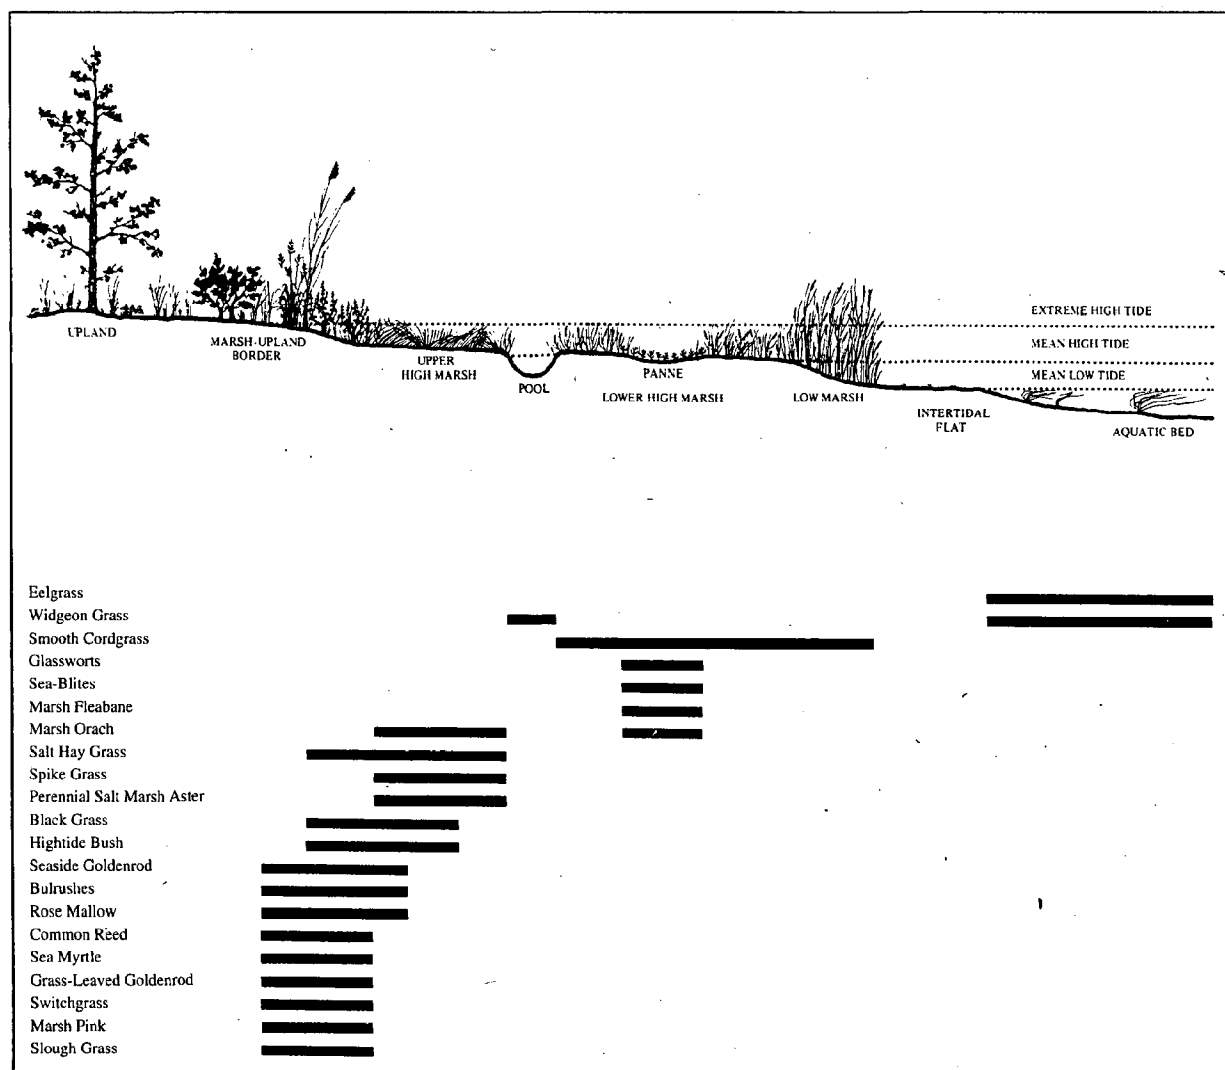 EXTREME HIGH TIDE
UPLAND
MARSH-UPLAND
BORDER
MEAN HIGH TIDE
UPPER
HIGH MARSH
PANNE
MEAN LOW TIDE
POOL
LOWER HIGH MARSH
LOW MARSH
INTERTIDAL
FLAT
AQUATIC BED
Eelgrass
Widgeon Grass
Smooth Cordgrass
Glassworts
Sea-Blites
Marsh Fleabane
Marsh Orach
Salt Hay Grass
Spike Grass
Perennial Salt Marsh Aster
Black Grass
Hightide Bush
Seaside Goldenrod
Bulrushes
Rose Mallow
Common Reed
Sea Myrtle
Grass-Leaved Goldenrod
Switchgrass
Marsh Pink
Slough Grass